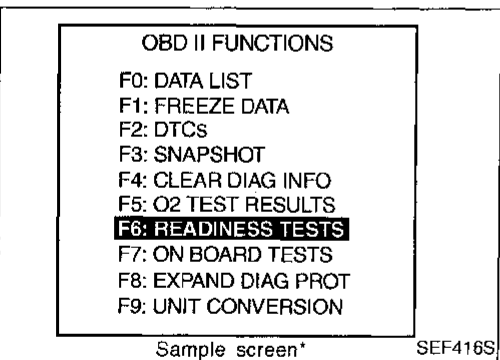 OBD II FUNCTIONS
F0: DATA LIST
F1: FREEZE DATA
F2: DTCs
F3: SNAPSHOT
F4: CLEAR DIAG INFO
F5: O2 TEST RESULTS
F6: READINESS TESTS
F7: ON BOARD TESTS
F8: EXPAND DIAG PROT
F9: UNIT CONVERSION
Sample screen*
SEF416S